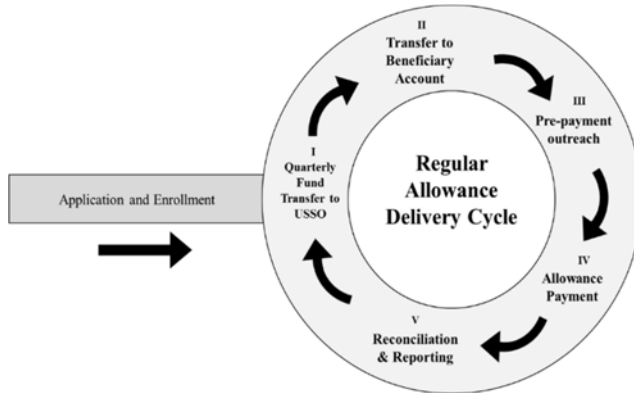 Application and Enrollment
I
Quarterly
Fund
Transfer to
USSO
II
Transfer to
Beneficiary
Account
III
Pre-payment
outreach
IV
Allowance
Payment
V
Reconciliation
& Reporting
Regular
Allowance
Delivery Cycle